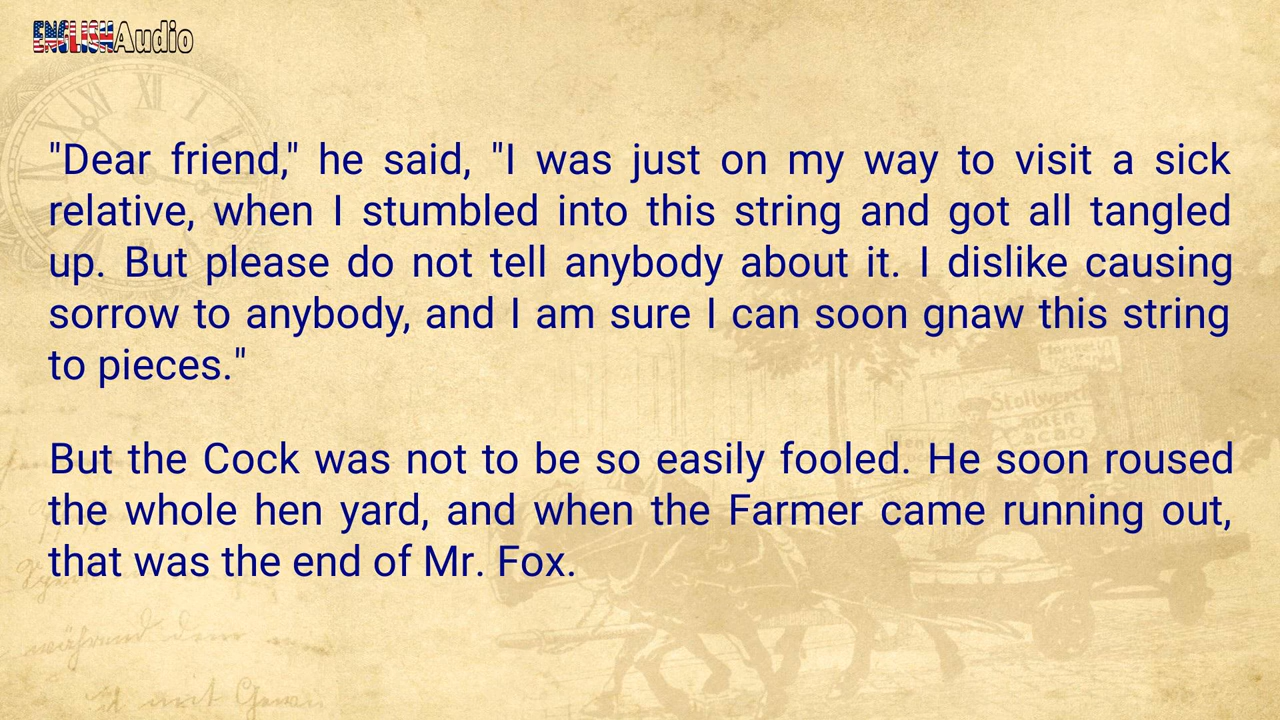 ENGLISHAudio
"Dear friend," he said, "I was just on my way to visit a sick
relative, when I stumbled into this string and got all tangled
up. But please do not tell anybody about it. I dislike causing
sorrow to anybody, and I am sure I can soon gnaw this string
to pieces."
Stollwerck
Cacao
But the Cock was not to be so easily fooled. He soon roused
the whole hen yard, and when the Farmer came running out,
that was the end of Mr. Fox.
während